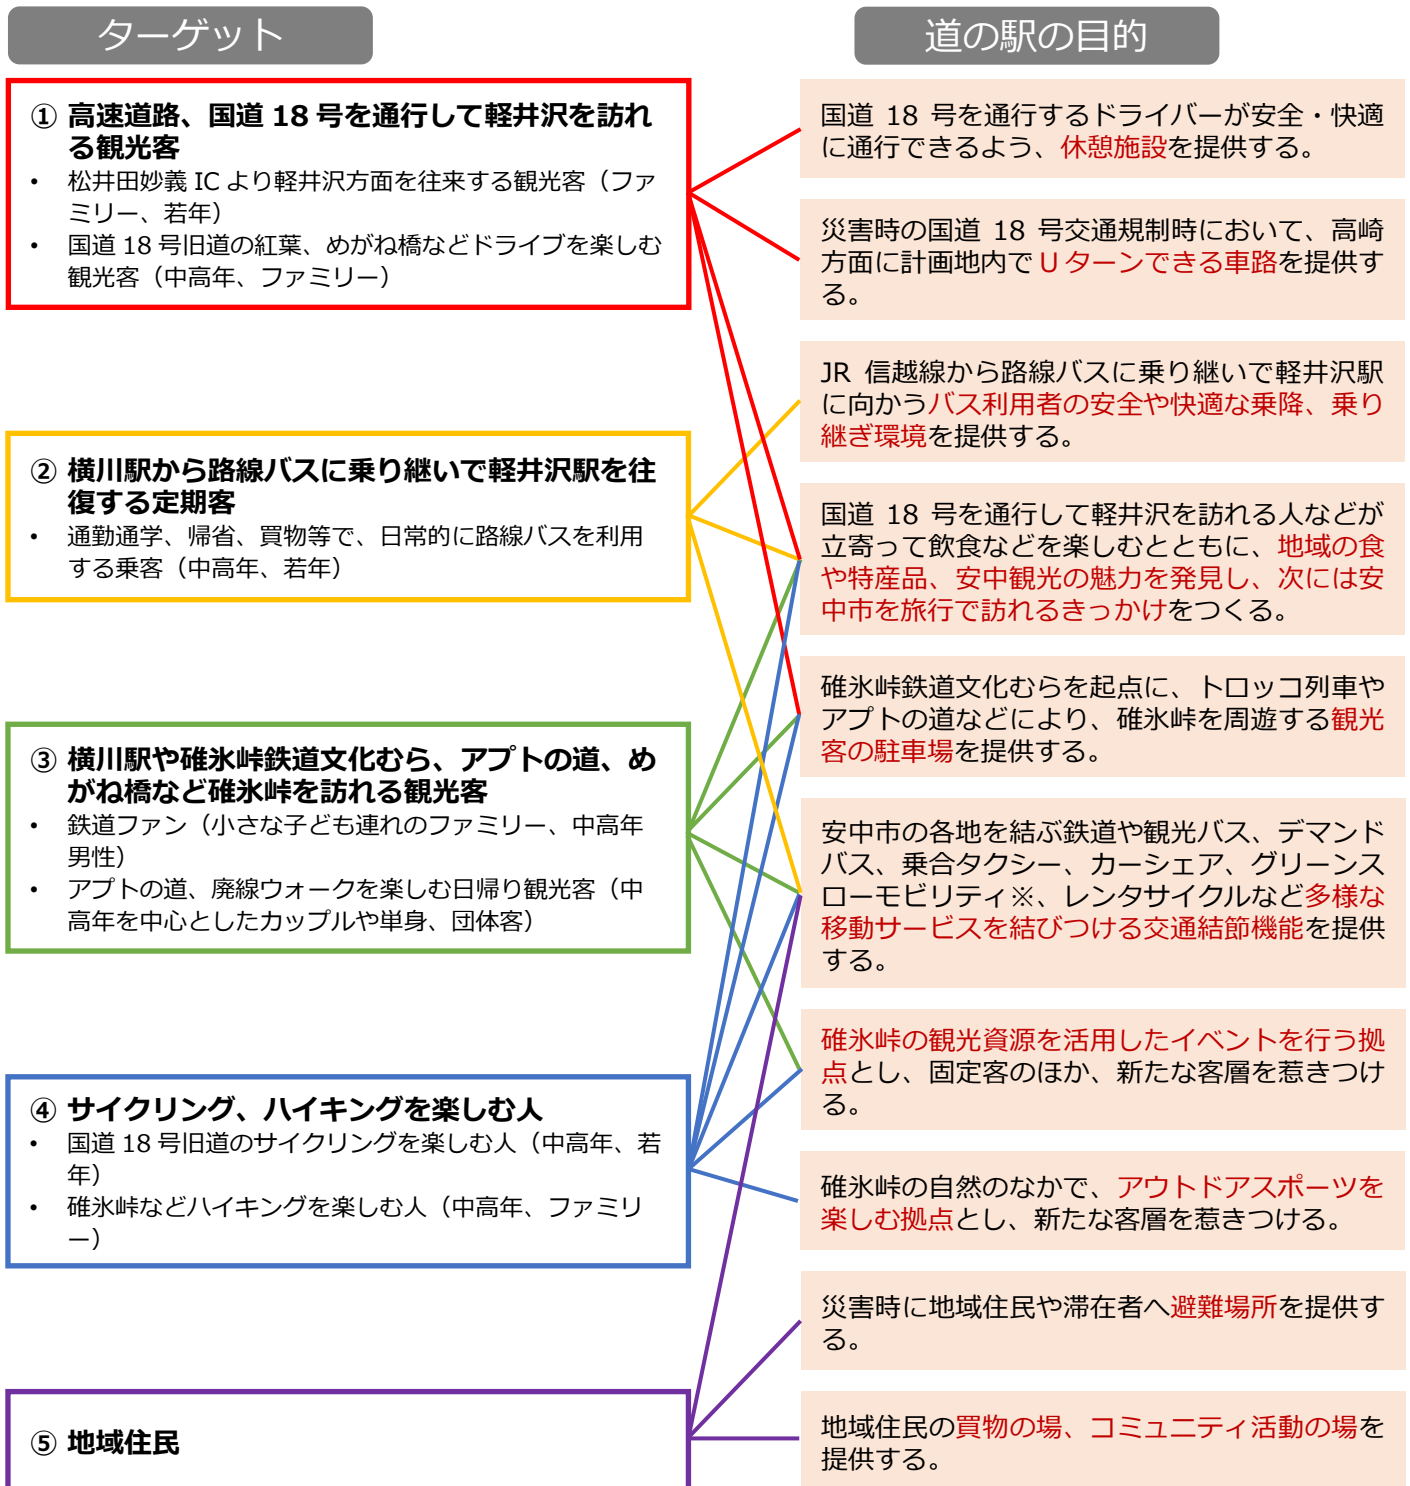 ターゲット
① 高速道路、国道 18 号を通行して軽井沢を訪れ
る観光客
• 松井田妙義 IC より軽井沢方面を往来する観光客（ファ
ミリー、若年）
• 国道 18 号旧道の紅葉、めがね橋などドライブを楽しむ
観光客（中高年、ファミリー）
② 横川駅から路線バスに乗り継いで軽井沢駅を往
復する定期客
• 通勤通学、帰省、買物等で、日常的に路線バスを利用
する乗客（中高年、若年）
③ 横川駅や碓氷峠鉄道文化むら、アプトの道、め
がね橋など碓氷峠を訪れる観光客
• 鉄道ファン（小さな子ども連れのファミリー、中高年
男性）
• アプトの道、廃線ウォークを楽しむ日帰り観光客（中
高年を中心としたカップルや単身、団体客）
④ サイクリング、ハイキングを楽しむ人
• 国道 18 号旧道のサイクリングを楽しむ人（中高年、若
年）
• 碓氷峠などハイキングを楽しむ人（中高年、ファミリ
ー）
⑤ 地域住民
道の駅の目的
国道 18 号を通行するドライバーが安全・快適
に通行できるよう、休憩施設を提供する。
災害時の国道 18 号交通規制時において、高崎
方面に計画地内でＵターンできる車路を提供す
る。
JR 信越線から路線バスに乗り継いで軽井沢駅
に向かうバス利用者の安全や快適な乗降、乗り
継ぎ環境を提供する。
国道 18 号を通行して軽井沢を訪れる人などが
立寄って飲食などを楽しむとともに、地域の食
や特産品、安中観光の魅力を発見し、次には安
中市を旅行で訪れるきっかけをつくる。
碓氷峠鉄道文化むらを起点に、トロッコ列車や
アプトの道などにより、碓氷峠を周遊する観光
客の駐車場を提供する。
安中市の各地を結ぶ鉄道や観光バス、デマンド
バス、乗合タクシー、カーシェア、グリーンス
ローモビリティ※、レンタサイクルなど多様な
移動サービスを結びつける交通結節機能を提供
する。
碓氷峠の観光資源を活用したイベントを行う拠
点とし、固定客のほか、新たな客層を惹きつけ
る。
碓氷峠の自然のなかで、アウトドアスポーツを
楽しむ拠点とし、新たな客層を惹きつける。
災害時に地域住民や滞在者へ避難場所を提供す
る。
地域住民の買物の場、コミュニティ活動の場を
提供する。